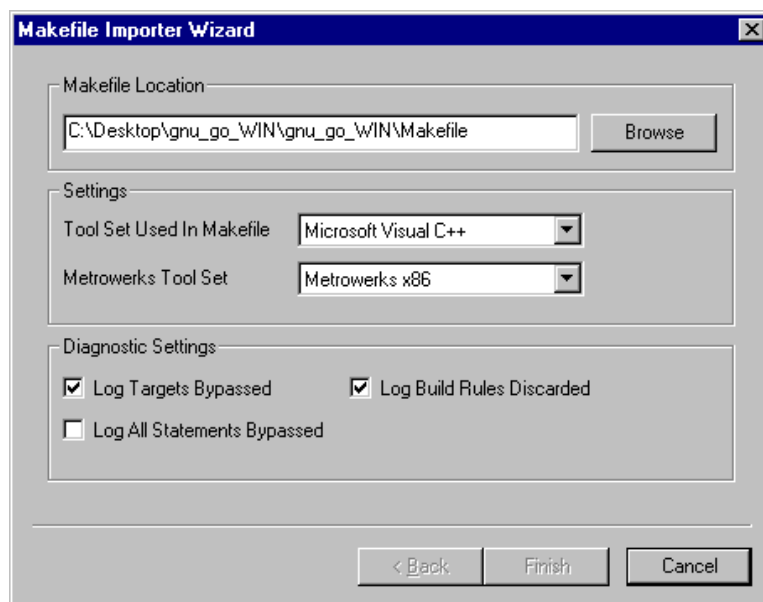 Makefile Importer Wizard
Makefile Location
C:\Desktop\gnu_go_WIN\gnu_go_WIN\Makefile
Browse
Settings
Tool Set Used In Makefile
Microsoft Visual C++
Metrowerks Tool Set
Metrowerks x86
Diagnostic Settings
Log Targets Bypassed
Log Build Rules Discarded
Log All Statements Bypassed
< Back
Finish
Cancel